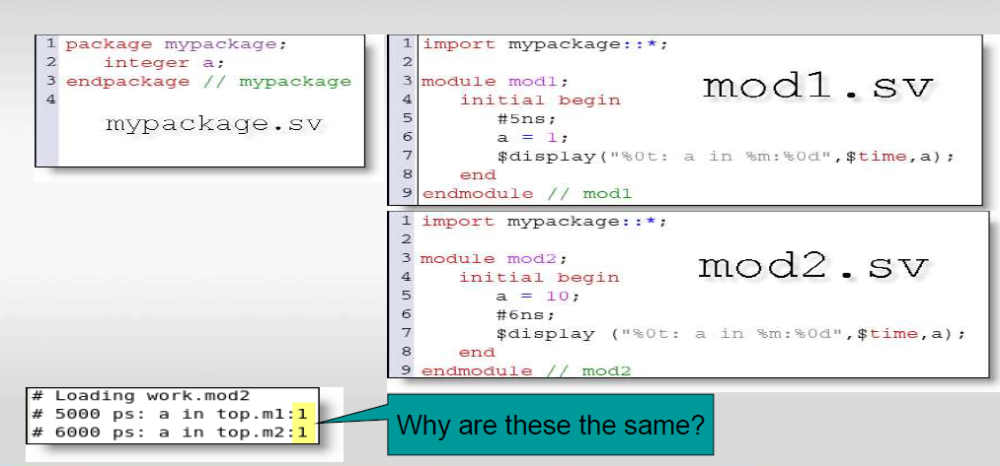 1 package mypackage;
2 integer a;
3 endpackage // mypackage
4
mypackage.sv
1 import mypackage::*;
2
3 module mod1;
4 initial begin
5 #5ns;
6 a = 1;
7 $display("%0t: a in %m:%0d",$time,a);
8 end
9 endmodule // mod1
mod1.sv
1 import mypackage::*;
2
3 module mod2;
4 initial begin
5 a = 10;
6 #6ns;
7 $display ("%0t: a in %m:%0d",$time,a);
8 end
9 endmodule // mod2
mod2.sv
# Loading work.mod2
# 5000 ps: a in top.m1:1
# 6000 ps: a in top.m2:1
Why are these the same?